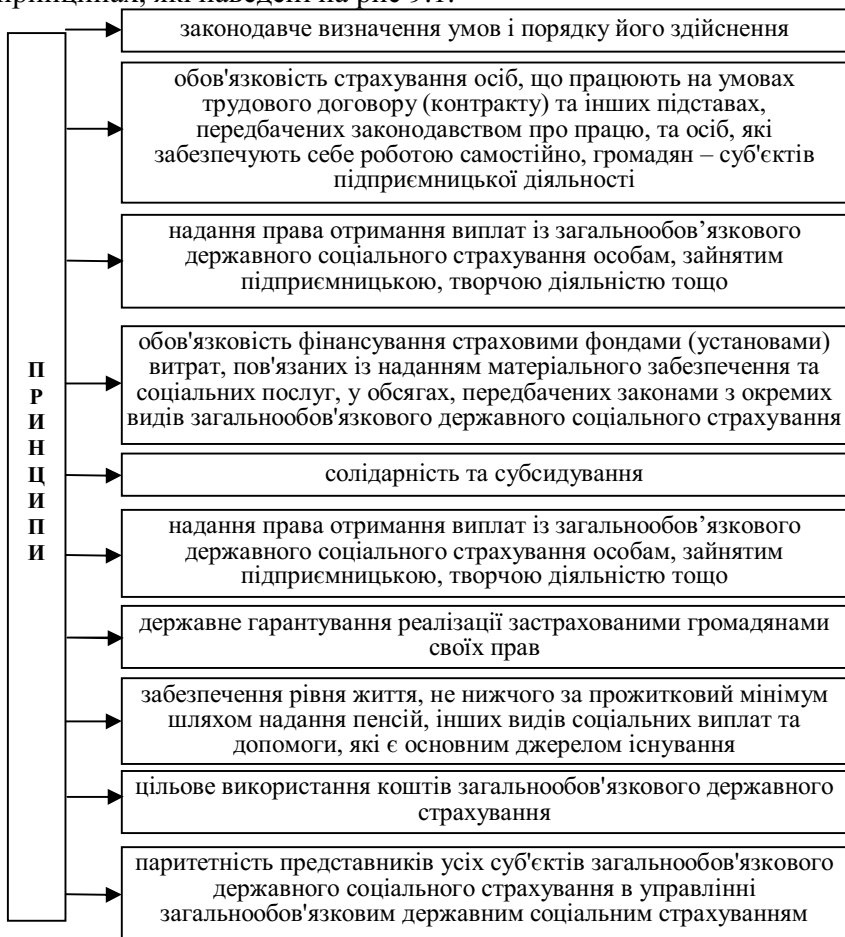 принципах, які наведені на рис 9.1.
законодавче визначення умов і порядку його здійснення
обов'язковість страхування осіб, що працюють на умовах
трудового договору (контракту) та інших підставах,
передбачених законодавством про працю, та осіб, які
забезпечують себе роботою самостійно, громадян – суб'єктів
підприємницької діяльності
надання права отримання виплат із загальнообов’язкового
державного соціального страхування особам, зайнятим
підприємницькою, творчою діяльністю тощо
обов'язковість фінансування страховими фондами (установами)
витрат, пов'язаних із наданням матеріального забезпечення та
соціальних послуг, у обсягах, передбачених законами з окремих
видів загальнообов'язкового державного соціального страхування
П
Р
И
Н
Ц
И
П
И
солідарність та субсидування
надання права отримання виплат із загальнообов’язкового
державного соціального страхування особам, зайнятим
підприємницькою, творчою діяльністю тощо
державне гарантування реалізації застрахованими громадянами
своїх прав
забезпечення рівня життя, не нижчого за прожитковий мінімум
шляхом надання пенсій, інших видів соціальних виплат та
допомоги, які є основним джерелом існування
цільове використання коштів загальнообов'язкового державного
страхування
паритетність представників усіх суб'єктів загальнообов'язкового
державного соціального страхування в управлінні
загальнообов'язковим державним соціальним страхуванням